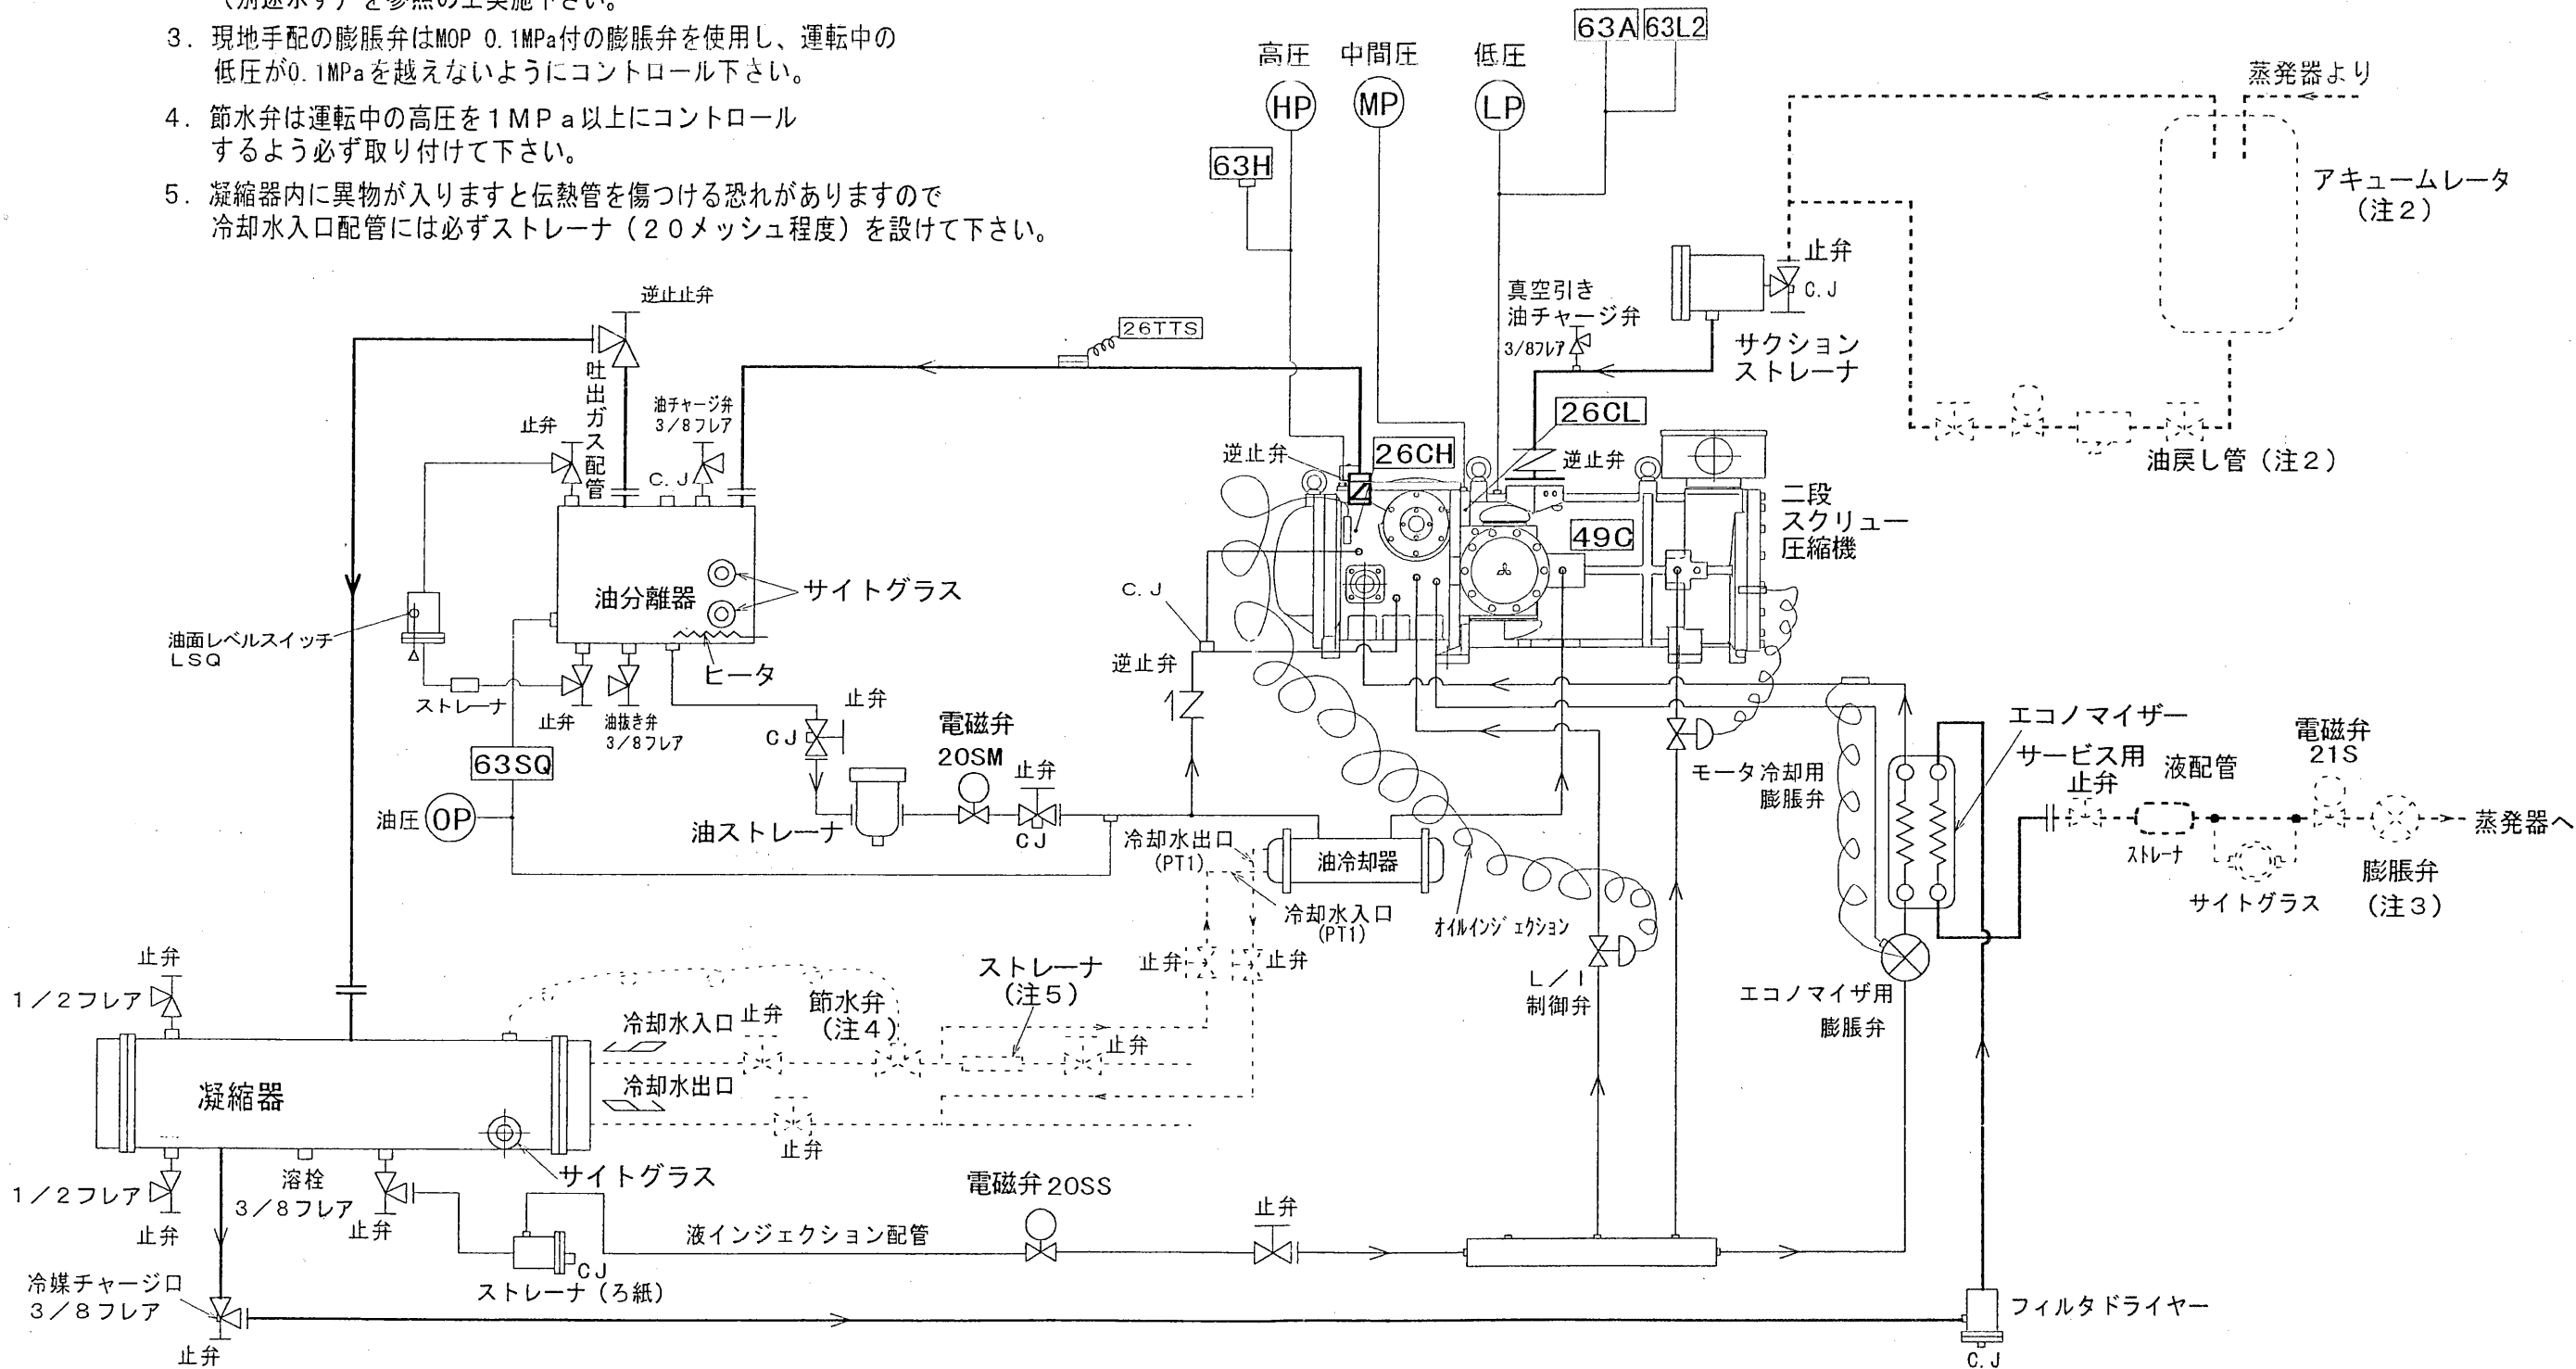 （別途示す）を参照の上実施下さい。
3. 現地手配の膨脹弁はMOP 0.1MPa付の膨脹弁を使用し、運転中の
低圧が0.1MPaを越えないようにコントロール下さい。
4. 節水弁は運転中の高圧を１ＭＰａ以上にコントロール
するよう必ず取り付けて下さい。
5. 凝縮器内に異物が入りますと伝熱管を傷つける恐れがありますので
冷却水入口配管には必ずストレーナ（２０メッシュ程度）を設けて下さい。
63A
63L2
高圧
中間圧
低圧
HP
MP
LP
63H
蒸発器より
アキュームレータ
（注２）
止弁
C.J
サクション
ストレーナ
真空引き
油チャージ弁
3/8フレア
油戻し管（注２）
逆止止弁
吐出ガス配管
26TTS
油チャージ弁
3/8フレア
止弁
C.J
油分離器
サイトグラス
ヒータ
油面レベルスイッチ
LSQ
ストレーナ
止弁
油抜き弁
3/8フレア
63SQ
油圧
OP
止弁
CJ
油ストレーナ
電磁弁
20SM
止弁
CJ
逆止弁
26CH
26CL
逆止弁
49C
二段
スクリュー
圧縮機
C.J
逆止弁
冷却水出口
(PT1)
油冷却器
冷却水入口
(PT1)
オイルインジェクション
止弁
止弁
モータ冷却用
膨脹弁
L／I
制御弁
エコノマイザー
エコノマイザ用
膨脹弁
サービス用
止弁
液配管
ストレーナ
サイトグラス
電磁弁
21S
膨脹弁
（注３）
蒸発器へ
止弁
１／２フレア
凝縮器
サイトグラス
１／２フレア
止弁
溶栓
３／８フレア
止弁
冷却水入口
冷却水出口
止弁
節水弁
（注４）
ストレーナ
（注５）
止弁
止弁
CJ
ストレーナ（ろ紙）
液インジェクション配管
電磁弁20SS
止弁
冷媒チャージ口
３／８フレア
止弁
フィルタドライヤー
C.J